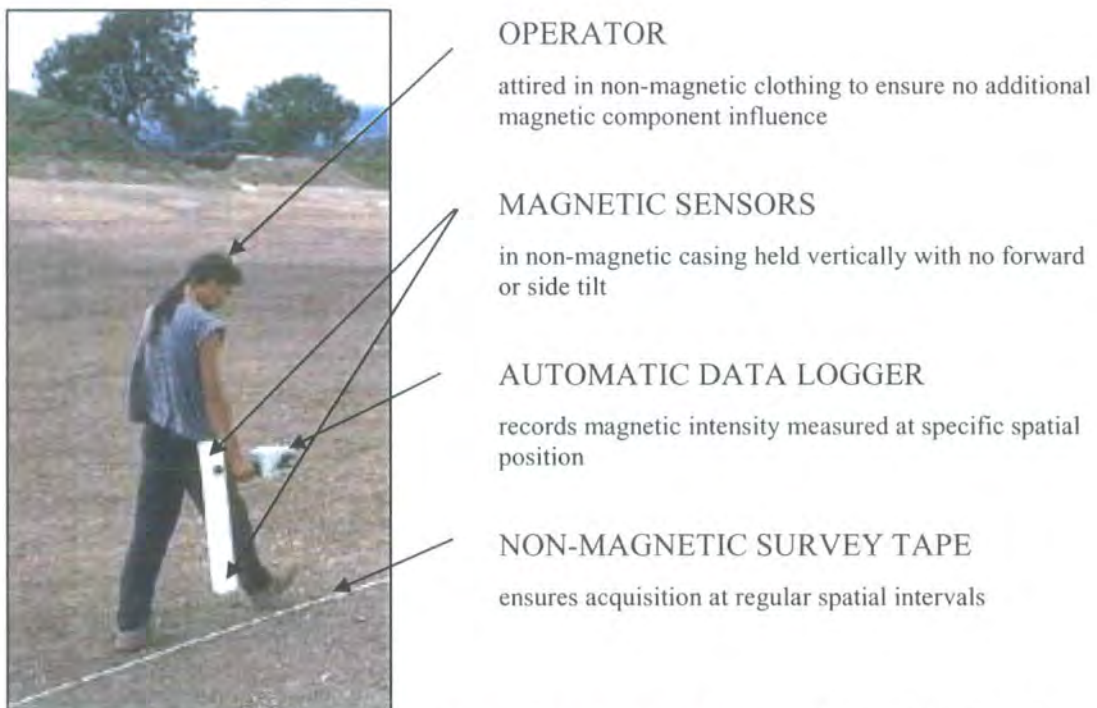 OPERATOR
attired in non-magnetic clothing to ensure no additional
magnetic component influence
MAGNETIC SENSORS
in non-magnetic casing held vertically with no forward
or side tilt
AUTOMATIC DATA LOGGER
records magnetic intensity measured at specific spatial
position
NON-MAGNETIC SURVEY TAPE
ensures acquisition at regular spatial intervals